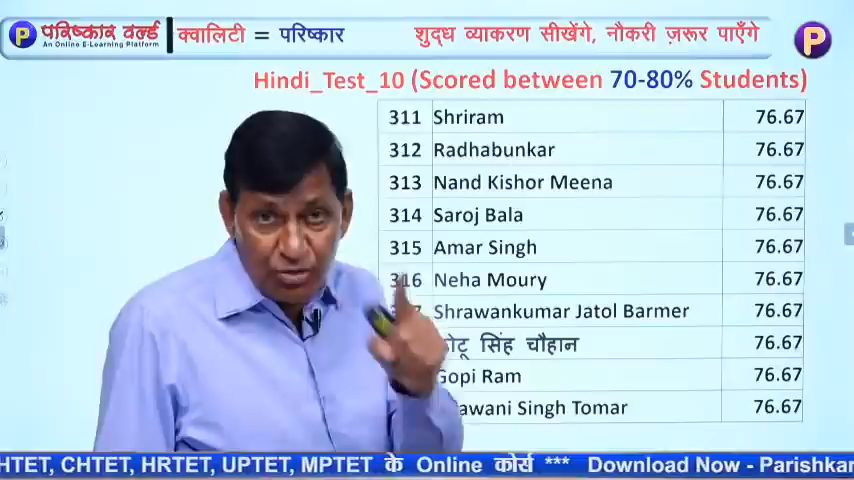 परिष्कार वर्ल्ड
An Online E-Learning Platform
क्वालिटी = परिष्कार
शुद्ध व्याकरण सीखेंगे, नौकरी ज़रूर पाएँगे
P
P
Hindi_Test_10 (Scored between 70-80% Students)
311 Shriram 76.67
312 Radhabunkar 76.67
313 Nand Kishor Meena 76.67
314 Saroj Bala 76.67
315 Amar Singh 76.67
316 Neha Moury 76.67
Shrawankumar Jatol Barmer 76.67
सिंह चौहान 76.67
Gopi Ram 76.67
Singh Tomar 76.67
HTET, CHTET, HRTET, UPTET, MPTET के Online कोर्स *** Download Now - Parishkar